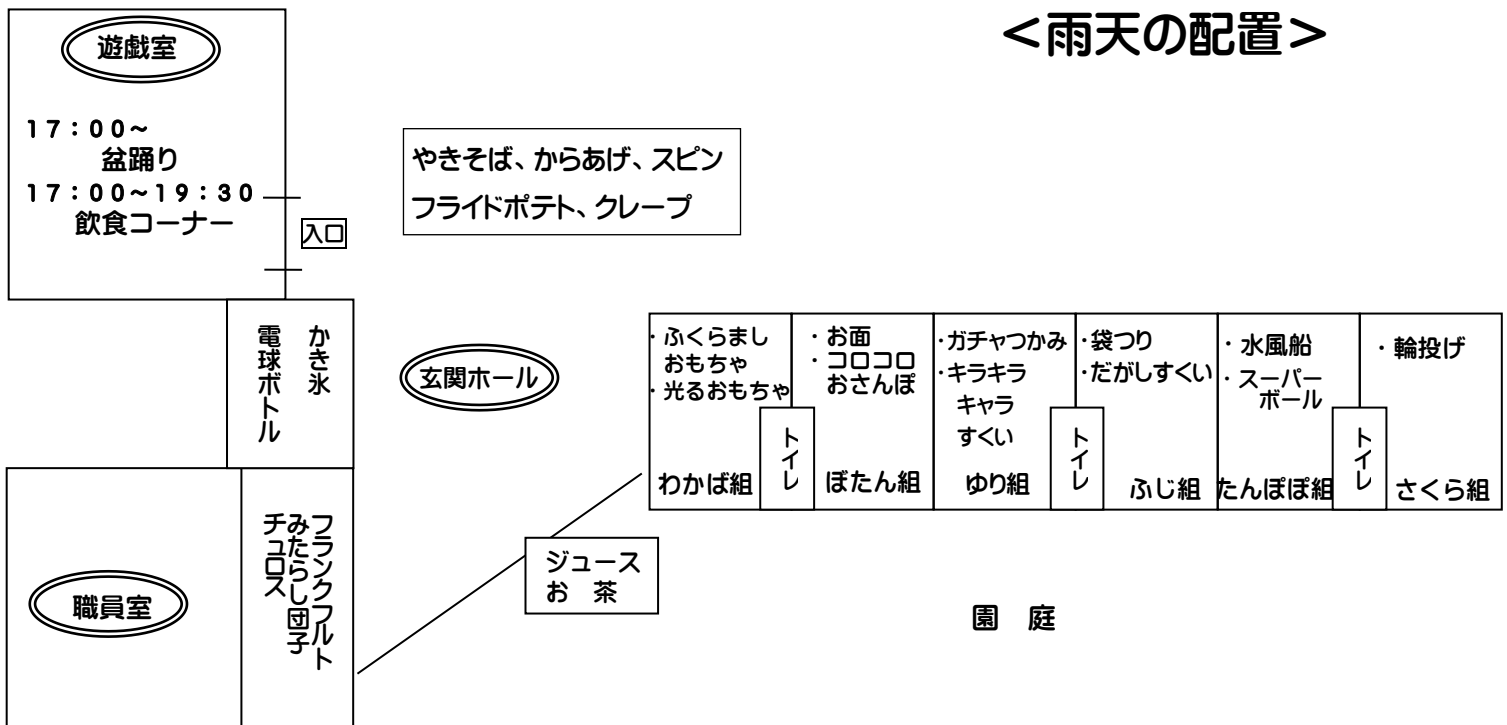 ＜雨天の配置＞
遊戯室
１７：００～
盆踊り
１７：００～１９：３０
飲食コーナー
入口
やきそば、からあげ、スピン
フライドポテト、クレープ
かき氷
電球ボトル
玄関ホール
・ふくらまし
おもちゃ
・光るおもちゃ
わかば組
トイレ
・お面
・コロコロ
おさんぽ
ぼたん組
・ガチャつかみ
・キラキラ
キャラ
すくい
ゆり組
トイレ
・袋つり
・だがしすくい
ふじ組
・水風船
・スーパー
ボール
たんぽぽ組
トイレ
・輪投げ
さくら組
職員室
フランクフルト
みたらし団子
チュロス
ジュース
お　茶
園　庭